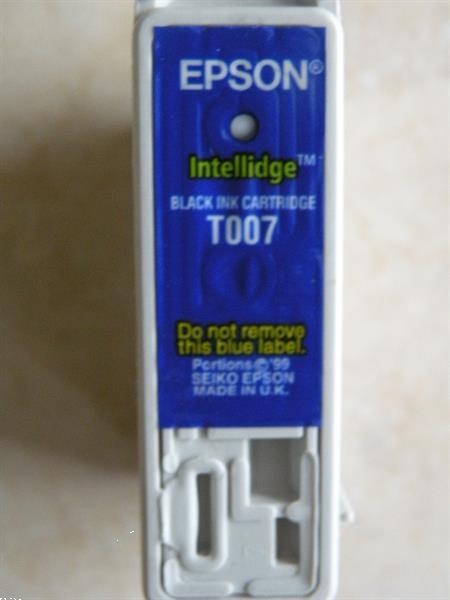 EPSON®
Intellidge™
BLACK INK CARTRIDGE
T007
Do not remove
this blue label.
Portions © '99
SEIKO EPSON
MADE IN U.K.